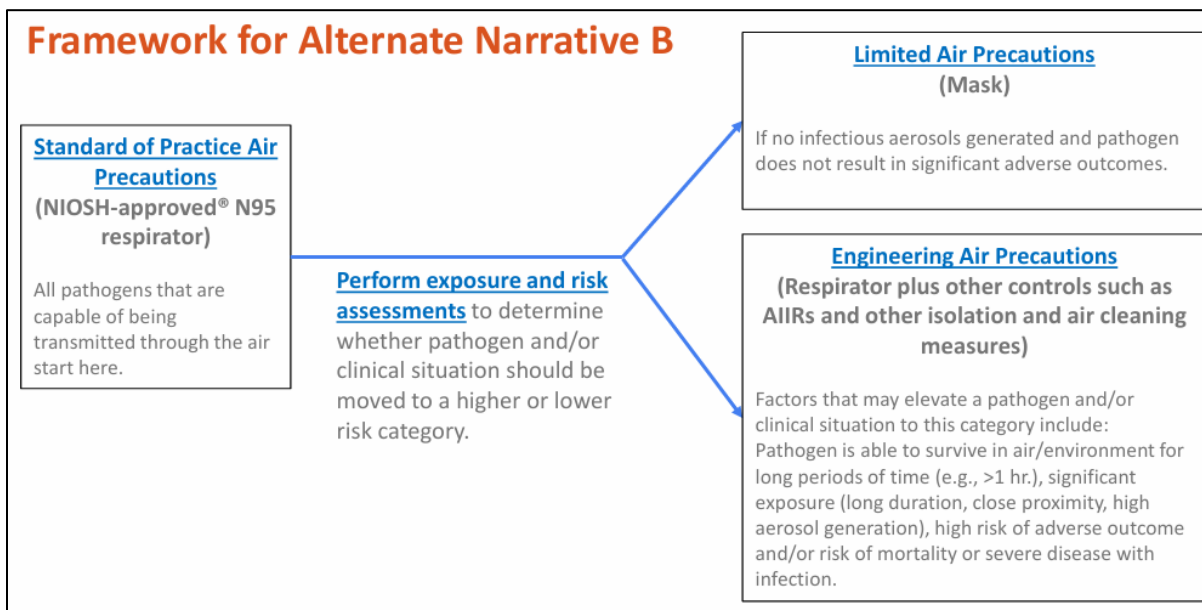 Framework for Alternate Narrative B
Standard of Practice Air
Precautions
(NIOSH-approved® N95
respirator)
All pathogens that are
capable of being
transmitted through the air
start here.
Perform exposure and risk
assessments to determine
whether pathogen and/or
clinical situation should be
moved to a higher or lower
risk category.
Limited Air Precautions
(Mask)
If no infectious aerosols generated and pathogen
does not result in significant adverse outcomes.
Engineering Air Precautions
(Respirator plus other controls such as
AIIRs and other isolation and air cleaning
measures)
Factors that may elevate a pathogen and/or
clinical situation to this category include:
Pathogen is able to survive in air/environment for
long periods of time (e.g., >1 hr.), significant
exposure (long duration, close proximity, high
aerosol generation), high risk of adverse outcome
and/or risk of mortality or severe disease with
infection.